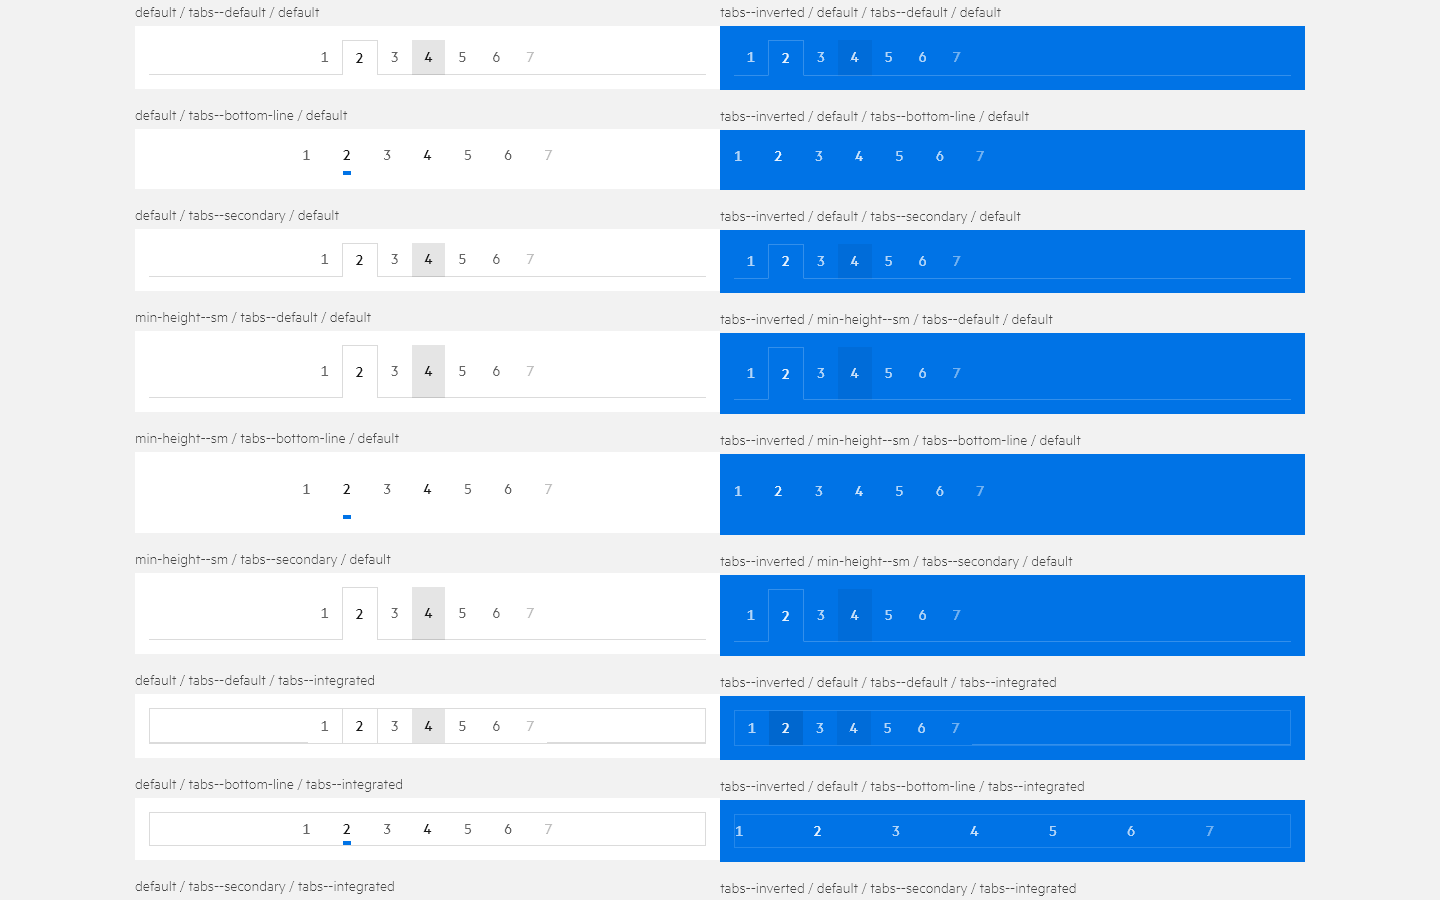 default / tabs--default / default
1 2 3 4 5 6 7
tabs--inverted / default / tabs--default / default
1 2 3 4 5 6 7
default / tabs--bottom-line / default
1 2 3 4 5 6 7
tabs--inverted / default / tabs--bottom-line / default
1 2 3 4 5 6 7
default / tabs--secondary / default
1 2 3 4 5 6 7
tabs--inverted / default / tabs--secondary / default
1 2 3 4 5 6 7
min-height--sm / tabs--default / default
1 2 3 4 5 6 7
tabs--inverted / min-height--sm / tabs--default / default
1 2 3 4 5 6 7
min-height--sm / tabs--bottom-line / default
1 2 3 4 5 6 7
tabs--inverted / min-height--sm / tabs--bottom-line / default
1 2 3 4 5 6 7
min-height--sm / tabs--secondary / default
1 2 3 4 5 6 7
tabs--inverted / min-height--sm / tabs--secondary / default
1 2 3 4 5 6 7
default / tabs--default / tabs--integrated
1 2 3 4 5 6 7
tabs--inverted / default / tabs--default / tabs--integrated
1 2 3 4 5 6 7
default / tabs--bottom-line / tabs--integrated
1 2 3 4 5 6 7
tabs--inverted / default / tabs--bottom-line / tabs--integrated
1 2 3 4 5 6 7
default / tabs--secondary / tabs--integrated
tabs--inverted / default / tabs--secondary / tabs--integrated